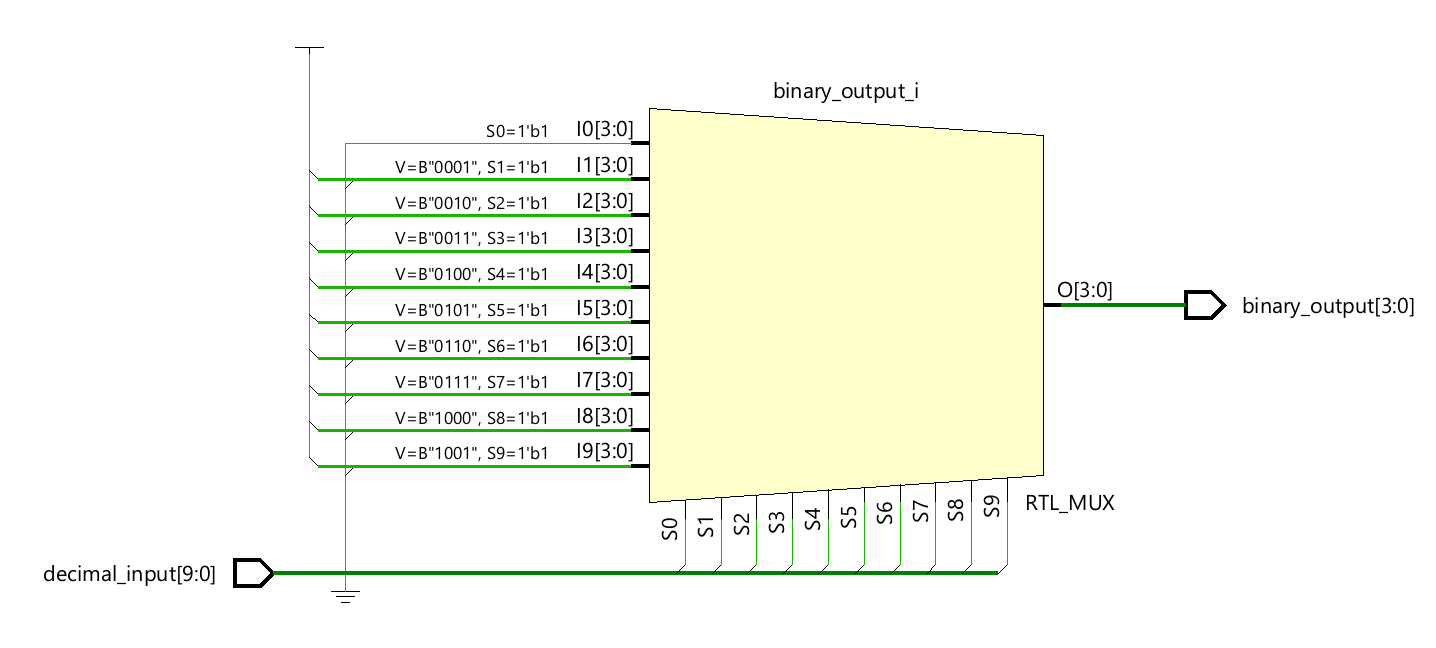 binary_output_i
S0=1'b1 I0[3:0]
V=B"0001", S1=1'b1 I1[3:0]
V=B"0010", S2=1'b1 I2[3:0]
V=B"0011", S3=1'b1 I3[3:0]
V=B"0100", S4=1'b1 I4[3:0]
V=B"0101", S5=1'b1 I5[3:0]
V=B"0110", S6=1'b1 I6[3:0]
V=B"0111", S7=1'b1 I7[3:0]
V=B"1000", S8=1'b1 I8[3:0]
V=B"1001", S9=1'b1 I9[3:0]
O[3:0]
binary_output[3:0]
S0
S1
S2
S3
S4
S5
S6
S7
S8
S9
RTL_MUX
decimal_input[9:0]